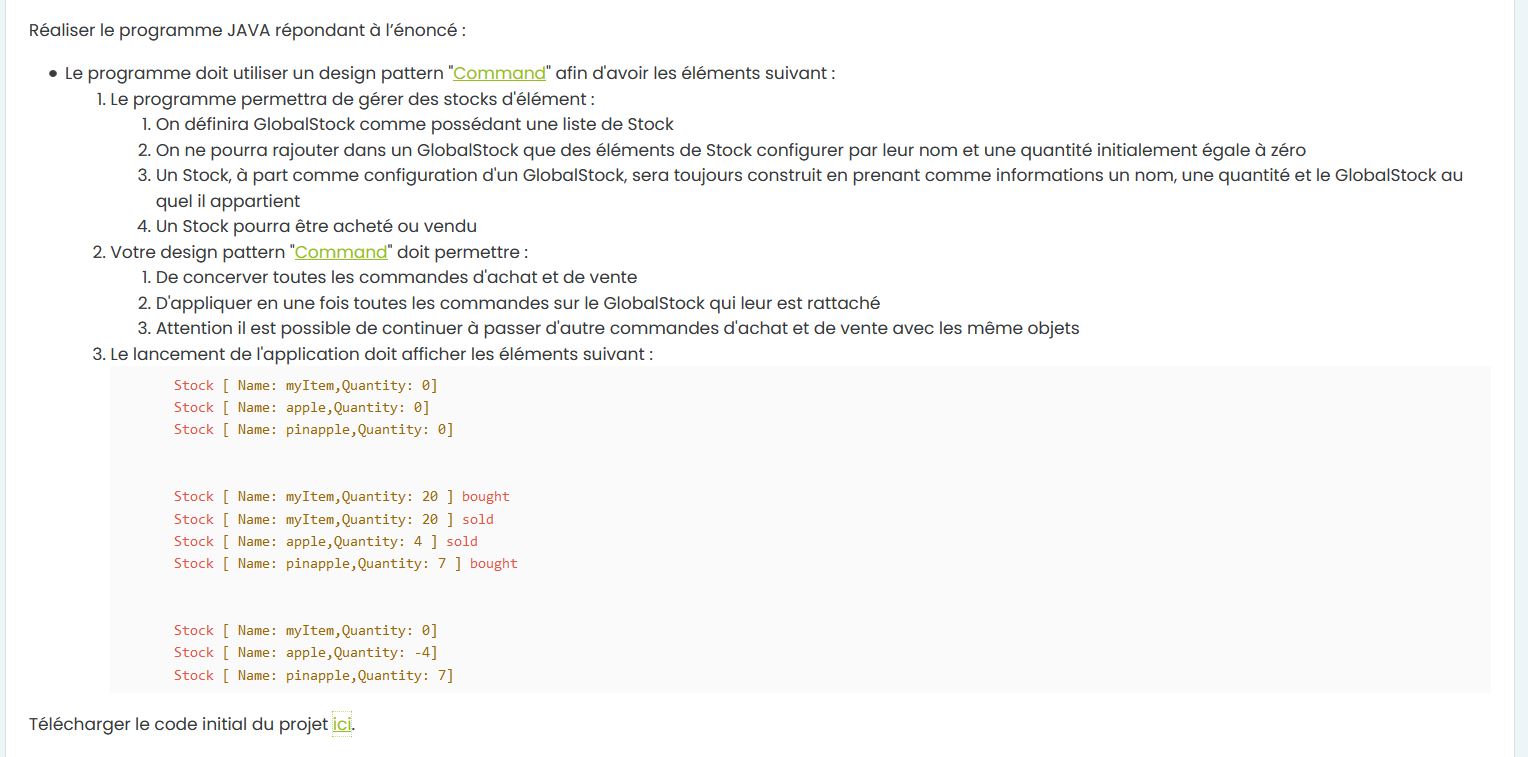 Réaliser le programme JAVA répondant à l’énoncé :
• Le programme doit utiliser un design pattern "Command" afin d'avoir les éléments suivant :
1. Le programme permettra de gérer des stocks d'élément :
1. On définira GlobalStock comme possédant une liste de Stock
2. On ne pourra rajouter dans un GlobalStock que des éléments de Stock configurer par leur nom et une quantité initialement égale à zéro
3. Un Stock, à part comme configuration d'un GlobalStock, sera toujours construit en prenant comme informations un nom, une quantité et le GlobalStock au
quel il appartient
4. Un Stock pourra être acheté ou vendu
2. Votre design pattern "Command" doit permettre :
1. De concerver toutes les commandes d'achat et de vente
2. D'appliquer en une fois toutes les commandes sur le GlobalStock qui leur est rattaché
3. Attention il est possible de continuer à passer d'autre commandes d'achat et de vente avec les même objets
3. Le lancement de l'application doit afficher les éléments suivant :
Stock [ Name: myItem,Quantity: 0]
Stock [ Name: apple,Quantity: 0]
Stock [ Name: pinapple,Quantity: 0]
Stock [ Name: myItem,Quantity: 20 ] bought
Stock [ Name: myItem,Quantity: 20 ] sold
Stock [ Name: apple,Quantity: 4 ] sold
Stock [ Name: pinapple,Quantity: 7 ] bought
Stock [ Name: myItem,Quantity: 0]
Stock [ Name: apple,Quantity: -4]
Stock [ Name: pinapple,Quantity: 7]
Télécharger le code initial du projet ici.